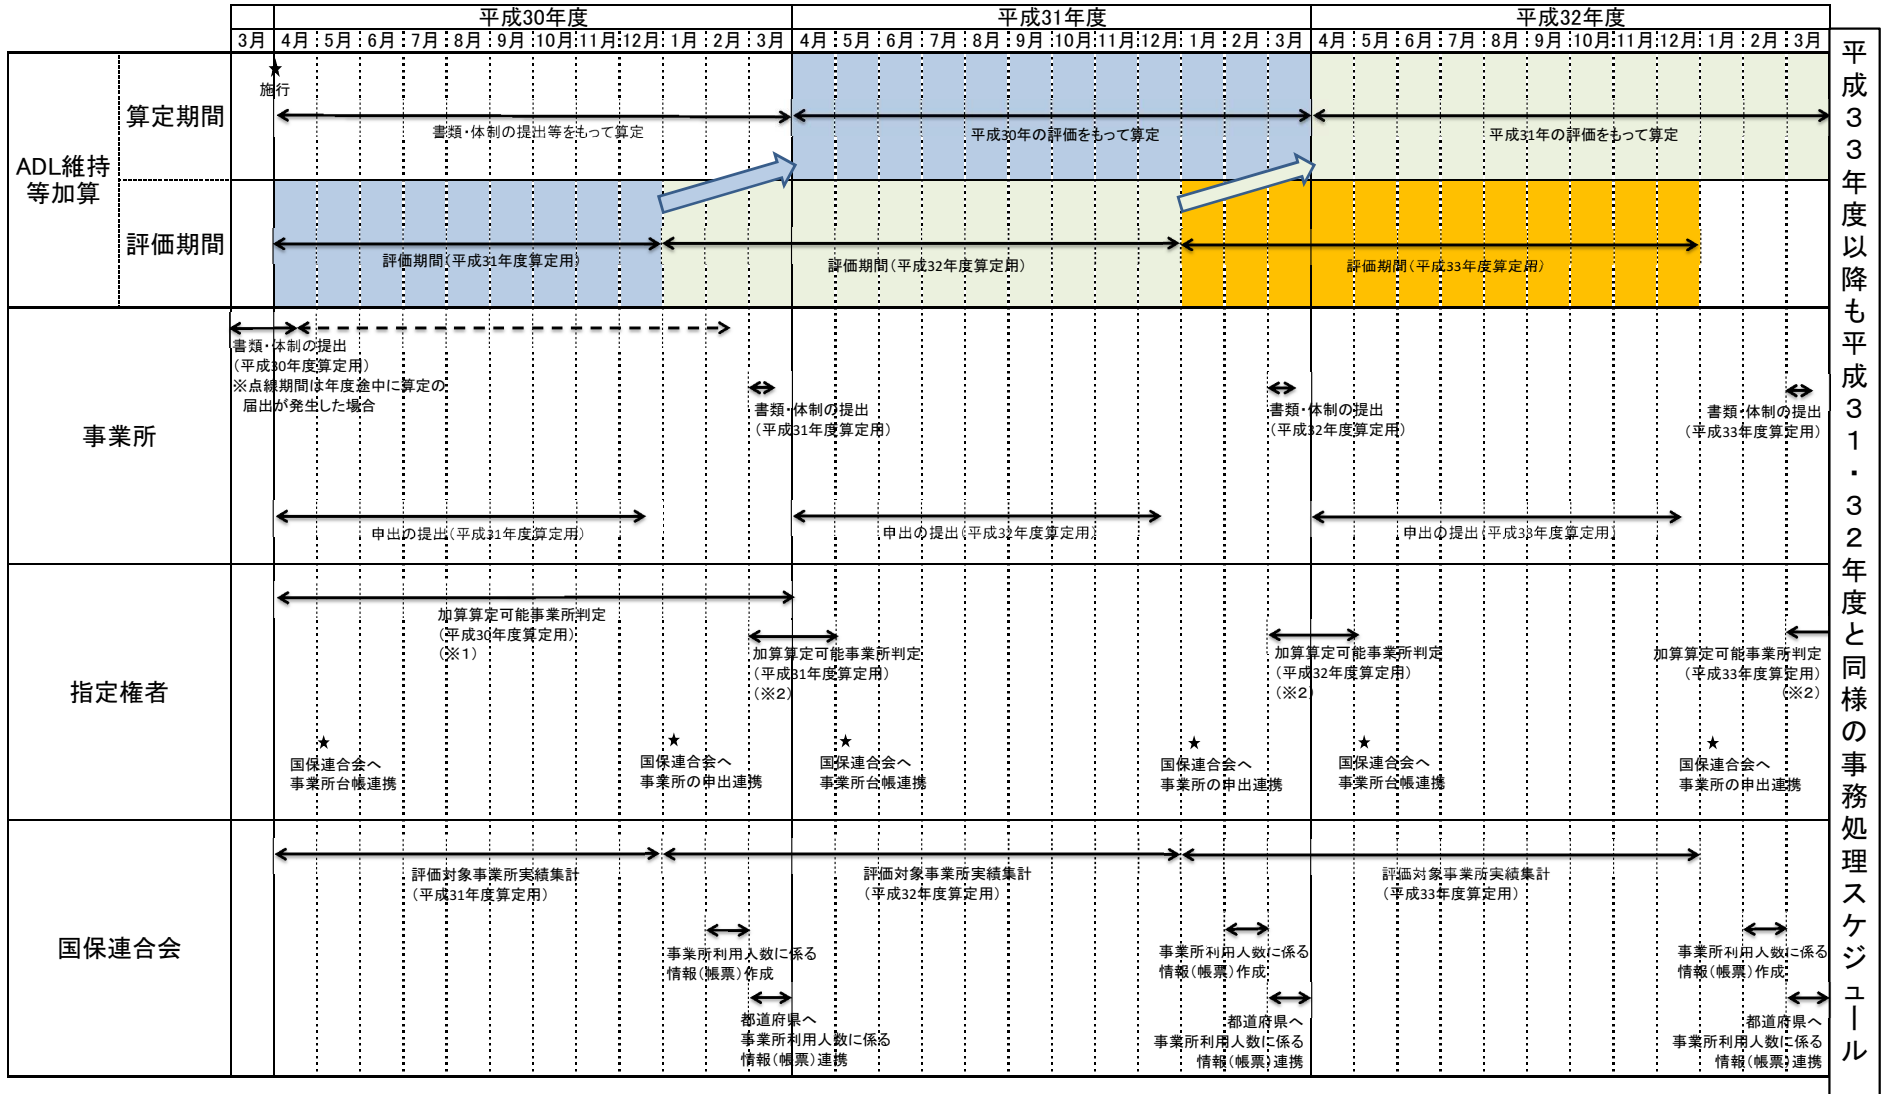 平成30年度
平成31年度
平成32年度
3月 4月 5月 6月 7月 8月 9月 10月 11月 12月 1月 2月 3月 4月 5月 6月 7月 8月 9月 10月 11月 12月 1月 2月 3月 4月 5月 6月 7月 8月 9月 10月 11月 12月 1月 2月 3月
ADL維持
等加算
算定期間
★
施行
書類・体制の提出等をもって算定
平成30年の評価をもって算定
平成31年の評価をもって算定
評価期間
評価期間（平成31年度算定用）
評価期間（平成32年度算定用）
評価期間（平成33年度算定用）
事業所
書類・体制の提出
（平成30年度算定用）
※点線期間は年度途中に算定の
届出が発生した場合
書類・体制の提出
（平成31年度算定用）
書類・体制の提出
（平成32年度算定用）
書類・体制の提出
（平成33年度算定用）
申出の提出（平成31年度算定用）
申出の提出（平成32年度算定用）
申出の提出（平成33年度算定用）
指定権者
加算算定可能事業所判定
（平成30年度算定用）
（※1）
加算算定可能事業所判定
（平成31年度算定用）
（※2）
加算算定可能事業所判定
（平成32年度算定用）
（※2）
加算算定可能事業所判定
（平成33年度算定用）
（※2）
★
国保連合会へ
事業所台帳連携
★
国保連合会へ
事業所の申出連携
★
国保連合会へ
事業所台帳連携
★
国保連合会へ
事業所の申出連携
★
国保連合会へ
事業所台帳連携
★
国保連合会へ
事業所の申出連携
国保連合会
評価対象事業所実績集計
（平成31年度算定用）
評価対象事業所実績集計
（平成32年度算定用）
評価対象事業所実績集計
（平成33年度算定用）
事業所利用人数に係る
情報（帳票）作成
事業所利用人数に係る
情報（帳票）作成
事業所利用人数に係る
情報（帳票）作成
都道府県へ
事業所利用人数に係る
情報（帳票）連携
都道府県へ
事業所利用人数に係る
情報（帳票）連携
都道府県へ
事業所利用人数に係る
情報（帳票）連携
平成３３年度以降も平成３１・３２年度と同様の事務処理スケジュール